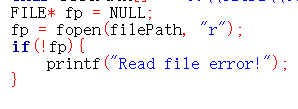 FILE* fp = NULL;
fp = fopen(filePath, "r");
if(!fp){
printf("Read file error!");
}